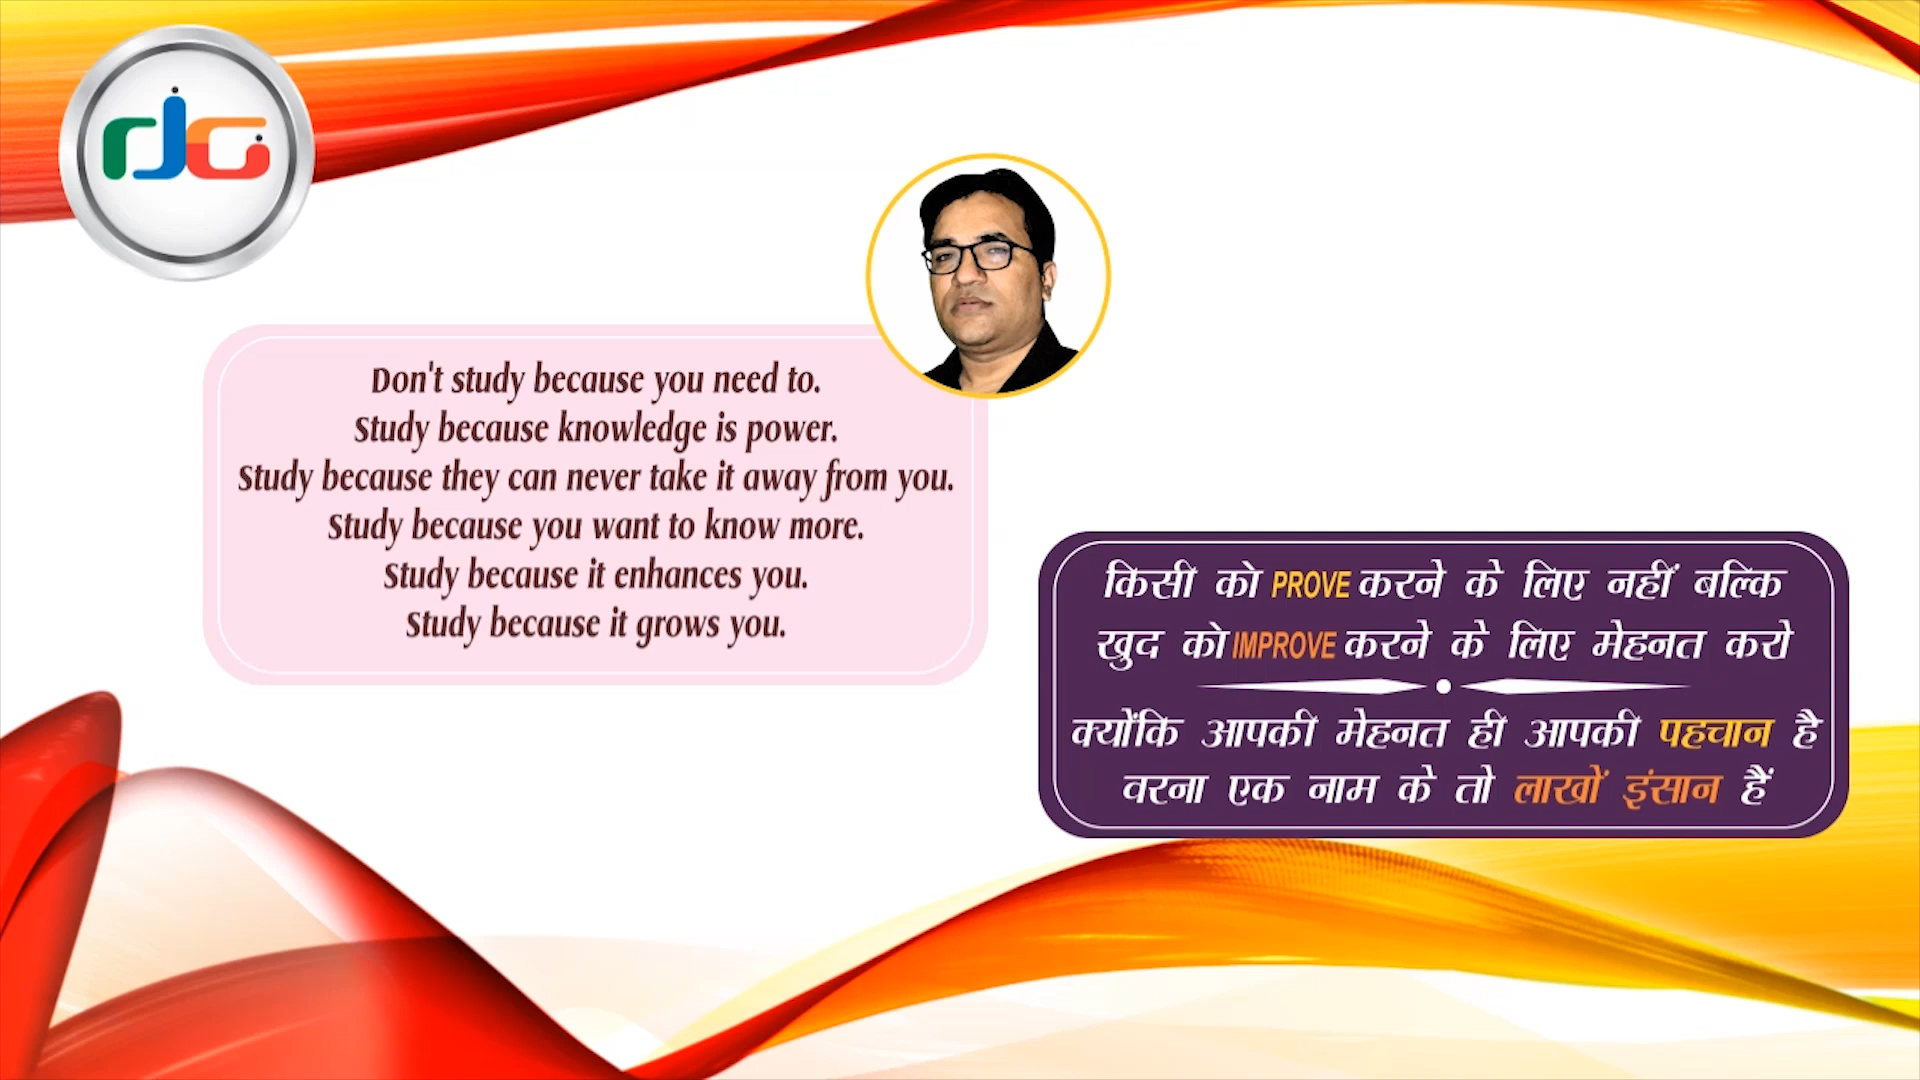 Don't study because you need to.
Study because knowledge is power.
Study because they can never take it away from you.
Study because you want to know more.
Study because it enhances you.
Study because it grows you.
किसी को PROVE करने के लिए नहीं बल्कि
खुद को IMPROVE करने के लिए मेहनत करो
क्योंकि आपकी मेहनत ही आपकी पहचान है
वरना एक नाम के तो लाखों इंसान हैं